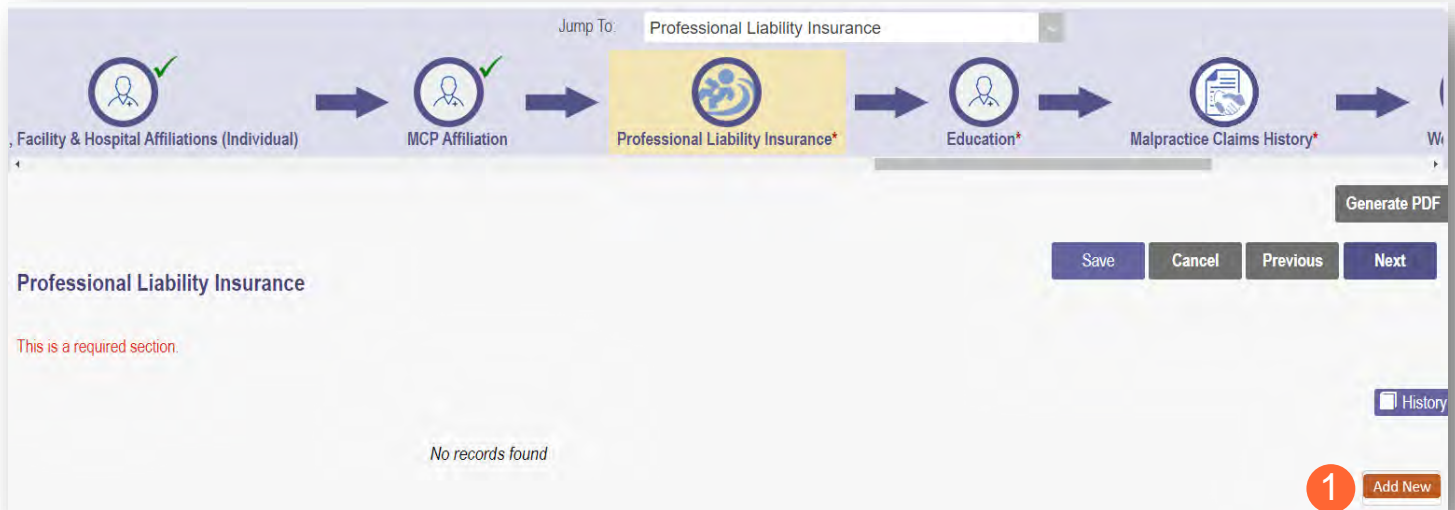 Jump To: Professional Liability Insurance
, Facility & Hospital Affiliations (Individual)
MCP Affiliation
Professional Liability Insurance*
Education*
Malpractice Claims History*
Generate PDF
Save
Cancel
Previous
Next
Professional Liability Insurance
This is a required section.
History
No records found
1
Add New